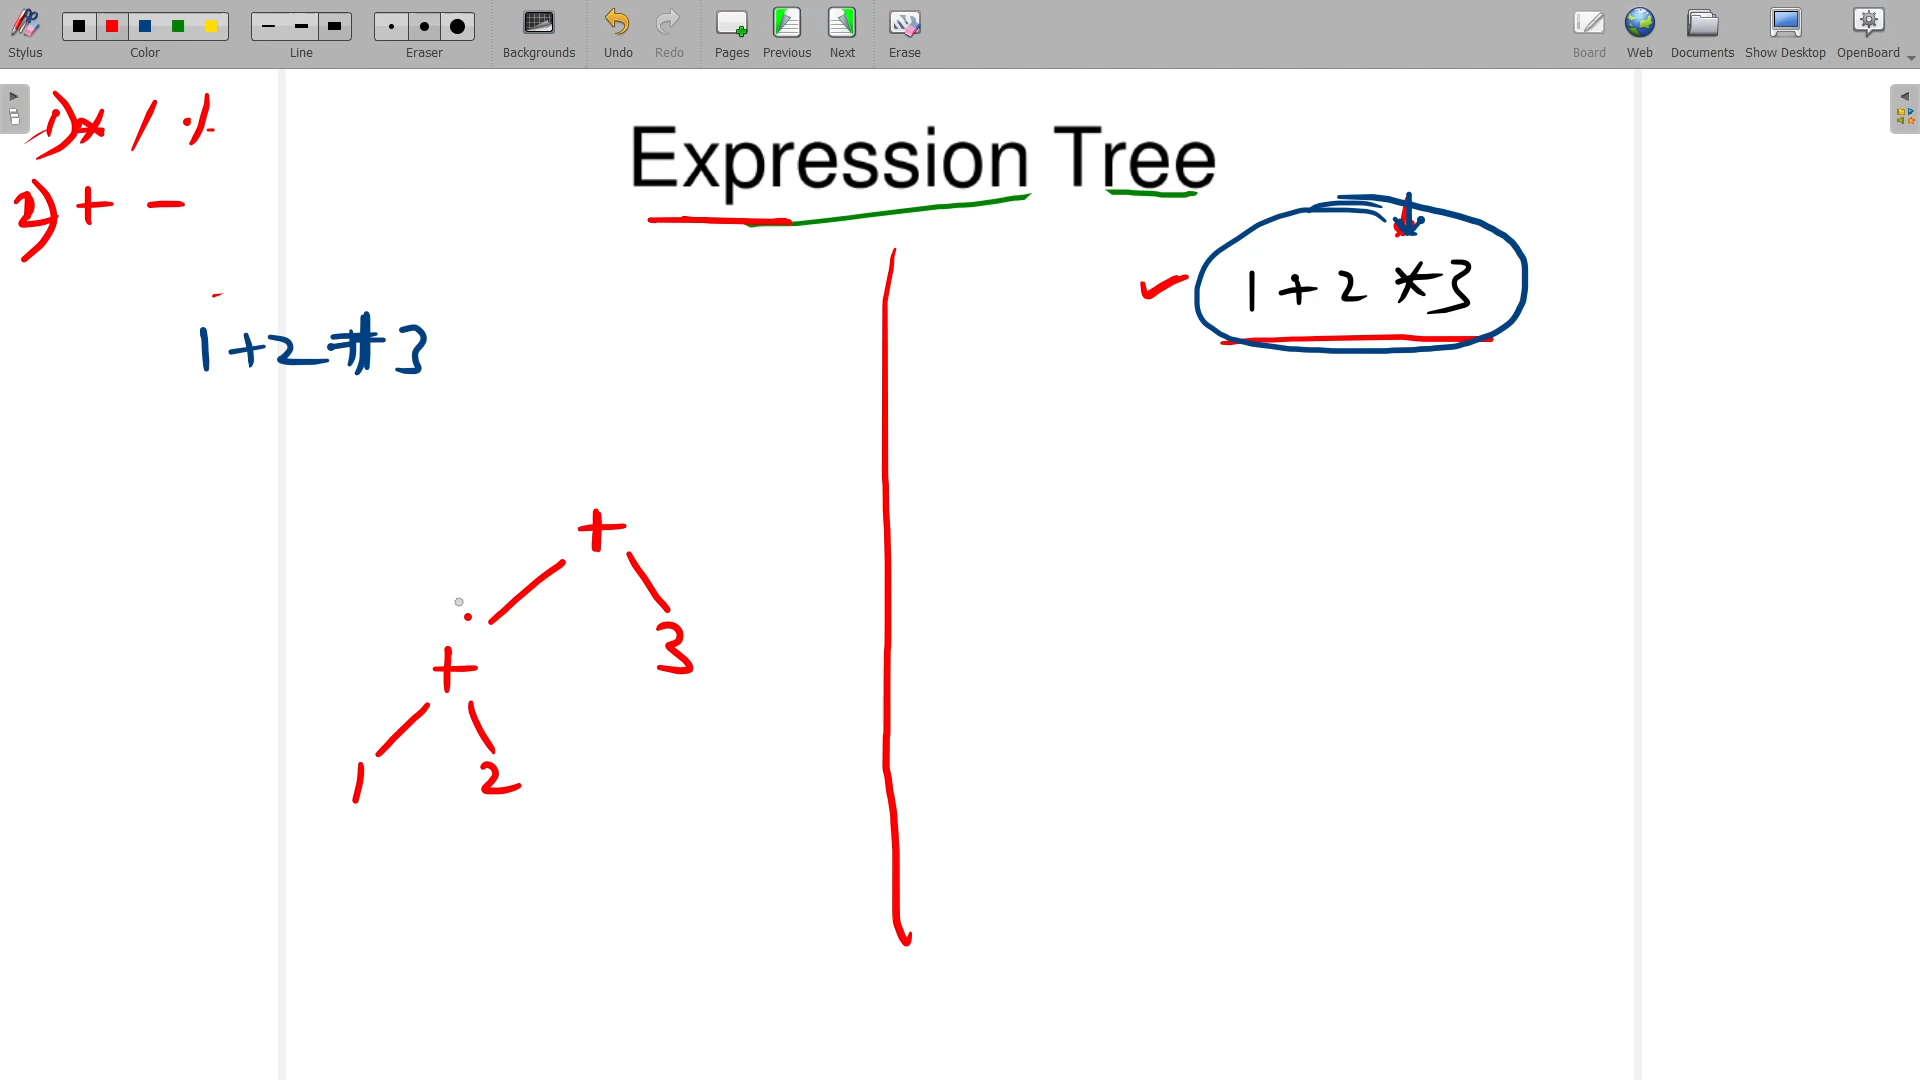 Stylus Color Line Eraser Backgrounds Undo Redo Pages Previous Next Erase Board Web Documents Show Desktop OpenBoard
1) * / %
2) + -
Expression Tree
1 + 2 * 3
1 + 2 + 3
+
+ 3
1 2